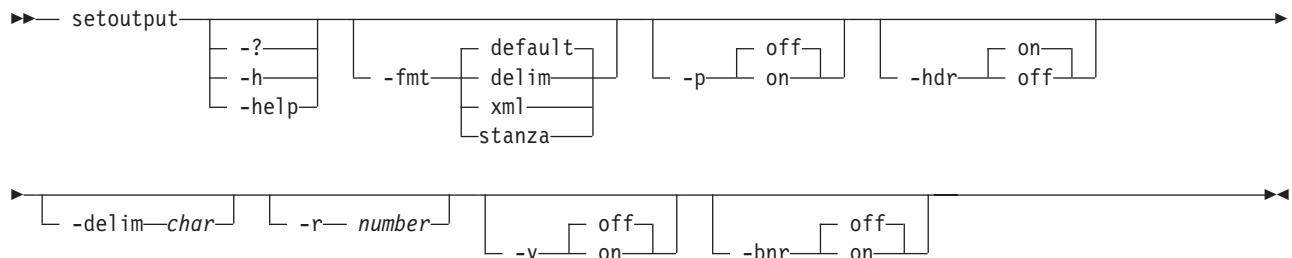 setoutput
-?
-h
-help
-fmt
default
delim
xml
stanza
-p
off
on
-hdr
on
off
-delim char
-r number
-v
off
on
-bnr
off
on